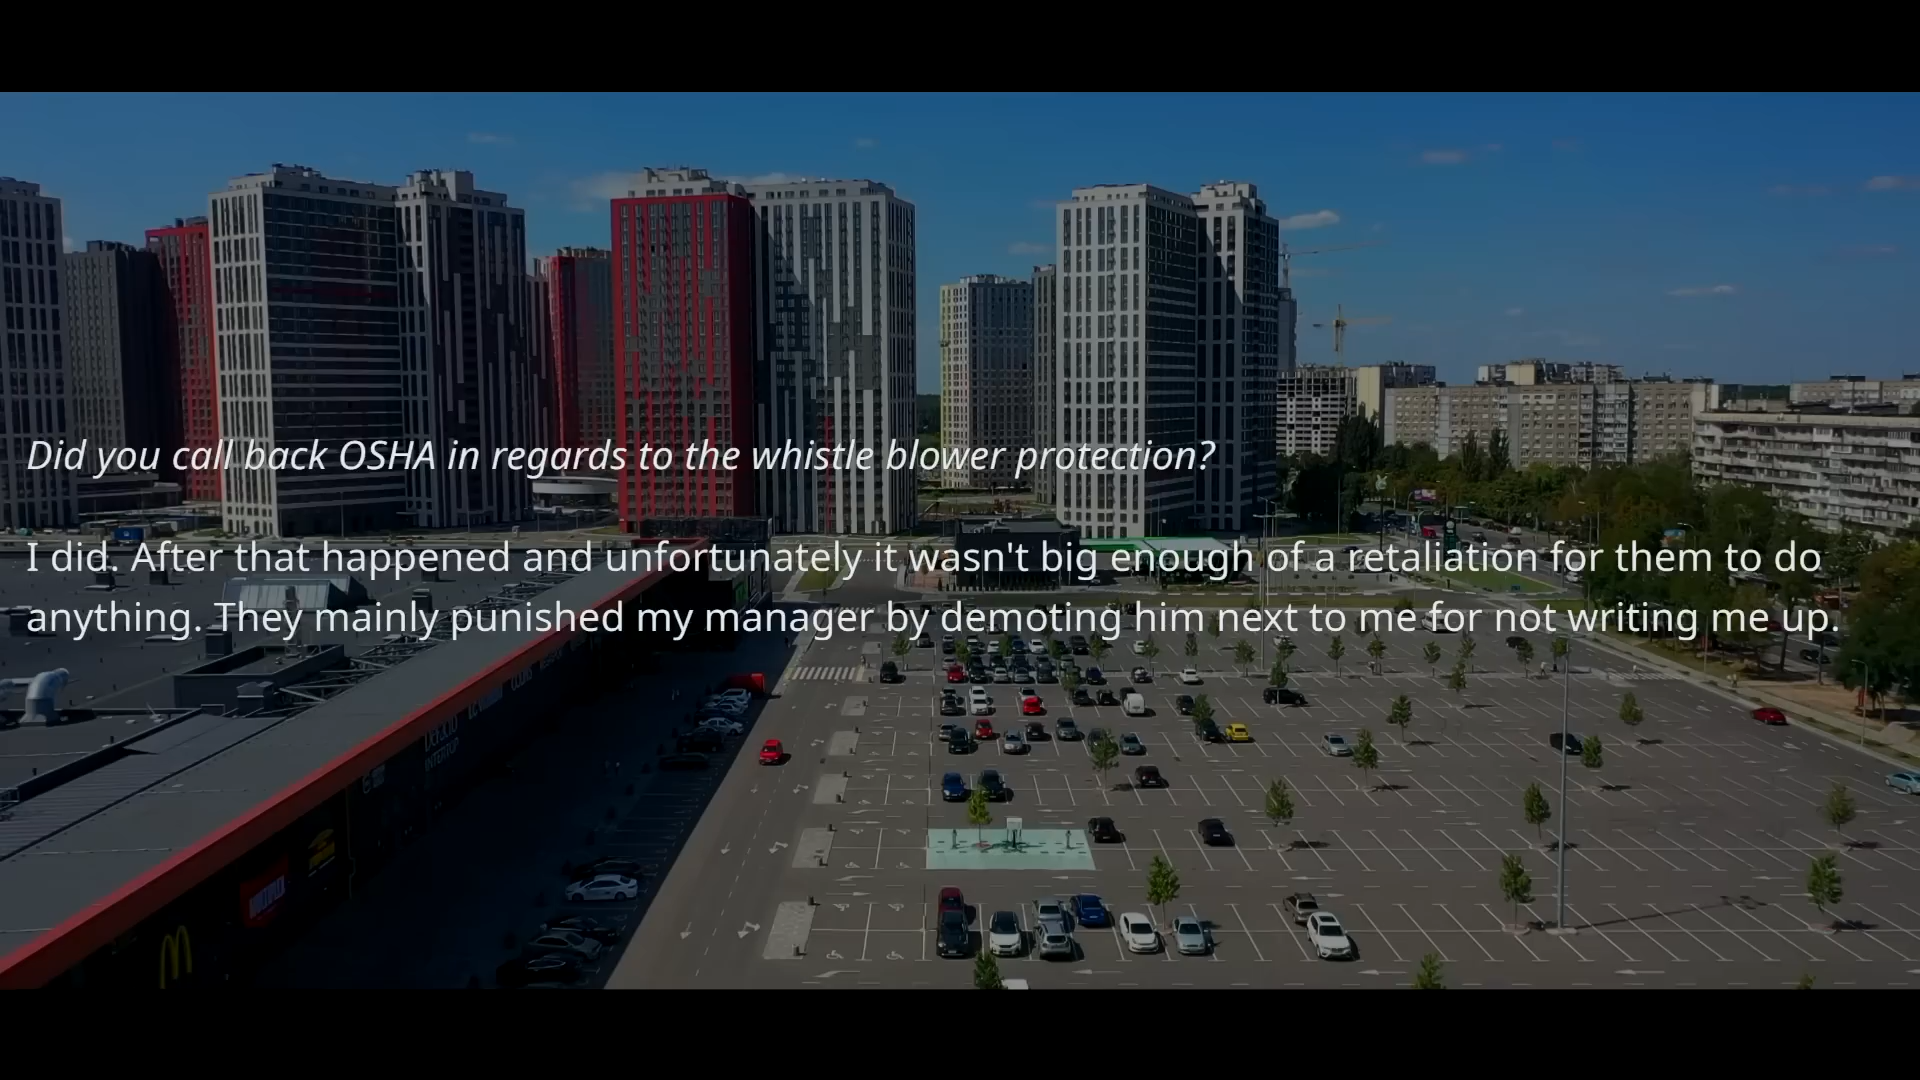 Did you call back OSHA in regards to the whistle blower protection?
I did. After that happened and unfortunately it wasn't big enough of a retaliation for them to do
anything. They mainly punished my manager by demoting him next to me for not writing me up.
INTERTOP